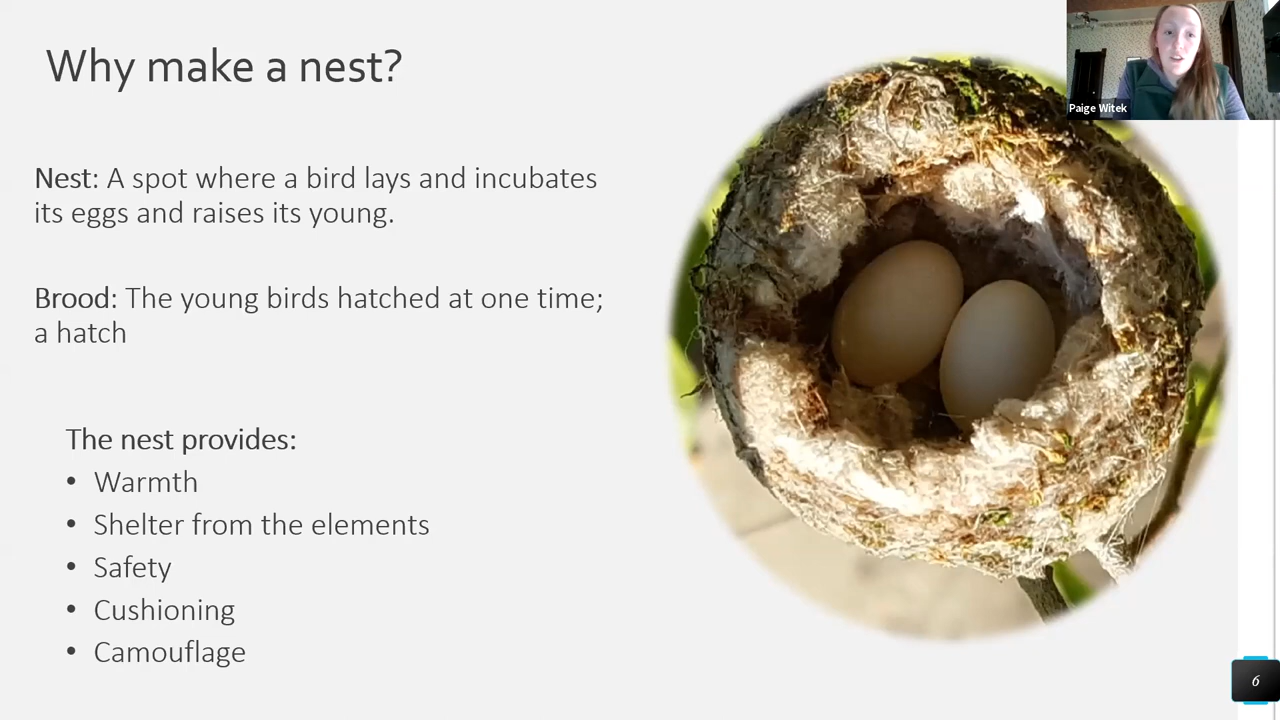 Why make a nest?
Paige Witek
Nest: A spot where a bird lays and incubates
its eggs and raises its young.
Brood: The young birds hatched at one time;
a hatch
The nest provides:
• Warmth
• Shelter from the elements
• Safety
• Cushioning
• Camouflage
6